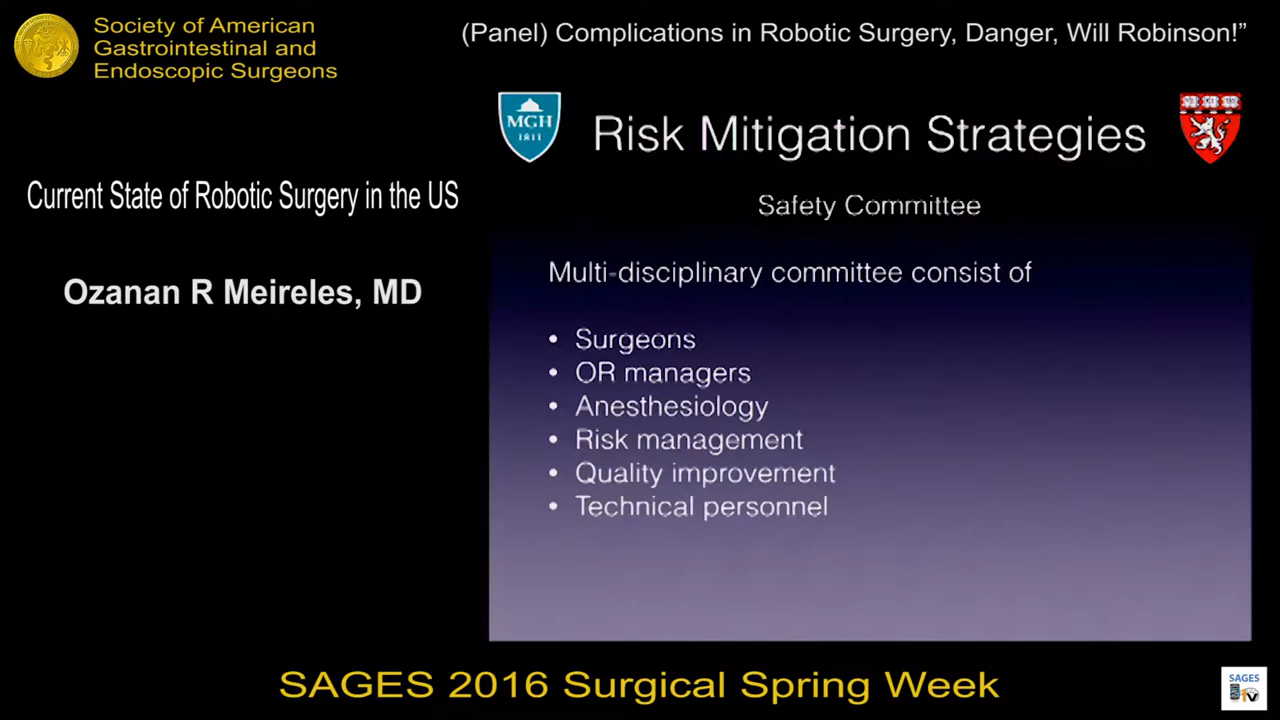 Society of American
Gastrointestinal and
Endoscopic Surgeons
(Panel) Complications in Robotic Surgery, Danger, Will Robinson!”
MGH
1811
Risk Mitigation Strategies
Current State of Robotic Surgery in the US
Ozanan R Meireles, MD
Safety Committee
Multi-disciplinary committee consist of
• Surgeons
• OR managers
• Anesthesiology
• Risk management
• Quality improvement
• Technical personnel
SAGES 2016 Surgical Spring Week
SAGES
TV